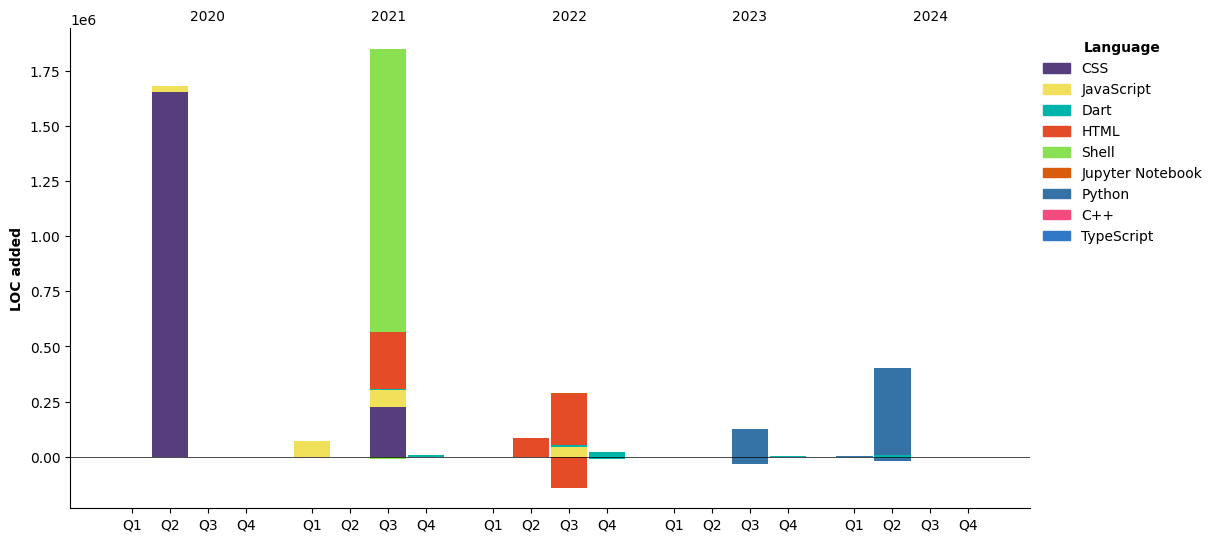 1e6
2020 2021 2022 2023 2024
LOC added
1.75
1.50
1.25
1.00
0.75
0.50
0.25
0.00
Q1 Q2 Q3 Q4 Q1 Q2 Q3 Q4 Q1 Q2 Q3 Q4 Q1 Q2 Q3 Q4 Q1 Q2 Q3 Q4
Language
CSS
JavaScript
Dart
HTML
Shell
Jupyter Notebook
Python
C++
TypeScript